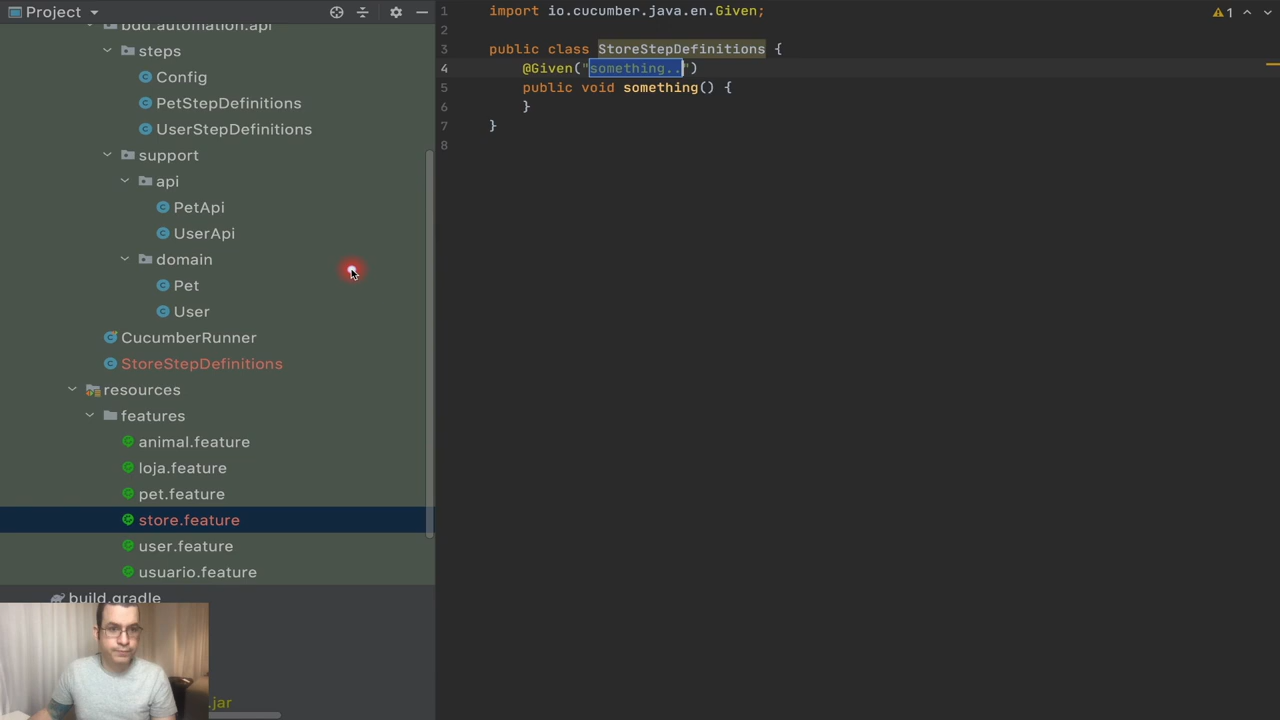 Project
bdd.automation.api
steps
Config
PetStepDefinitions
UserStepDefinitions
support
api
PetApi
UserApi
domain
Pet
User
CucumberRunner
StoreStepDefinitions
resources
features
animal.feature
loja.feature
pet.feature
store.feature
user.feature
usuario.feature
build.gradle
.jar
1 import io.cucumber.java.en.Given;
2
3 public class StoreStepDefinitions {
4 @Given("something..")
5 public void something() {
6 }
7 }
8
1